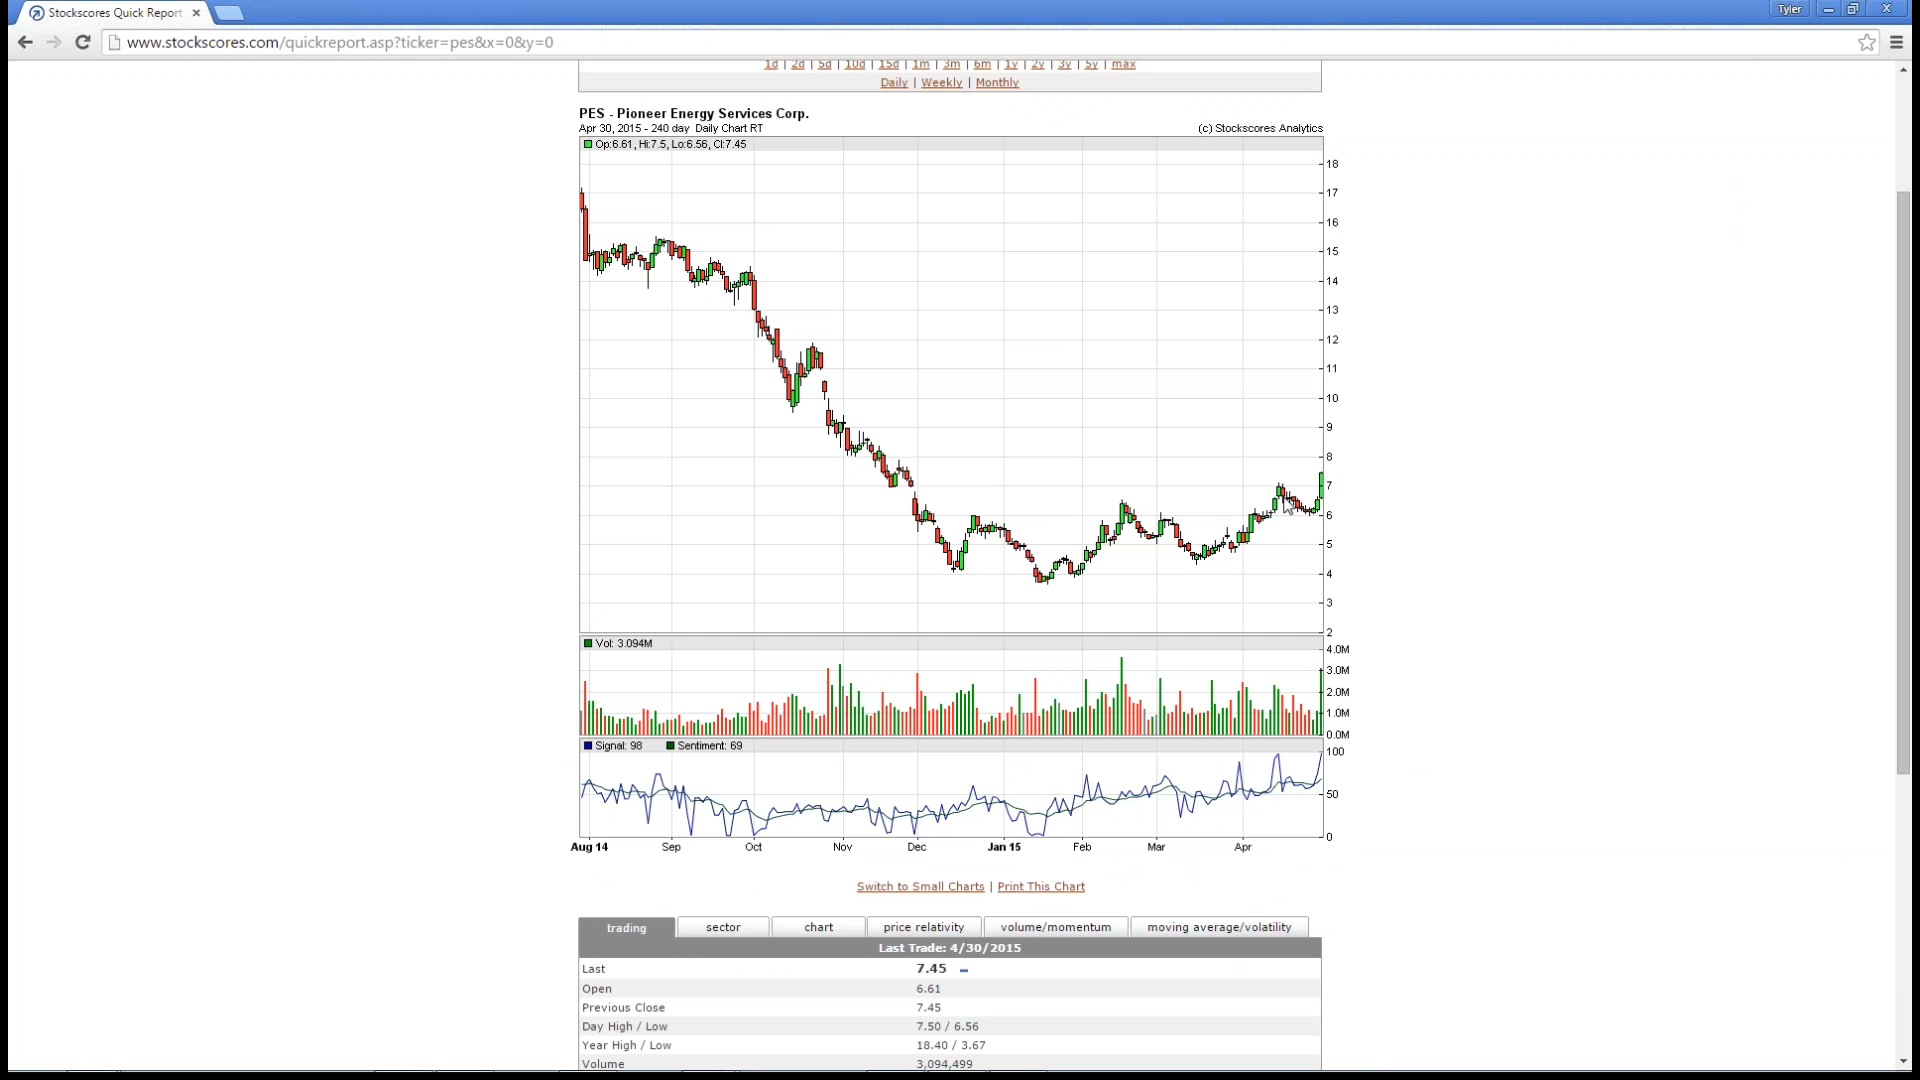 Stockscores Quick Report ×
Tyler
www.stockscores.com/quickreport.asp?ticker=pes&x=0&y=0
1d | 2d | 5d | 10d | 15d | 1m | 3m | 6m | 1y | 2y | 3y | 5y | max
Daily | Weekly | Monthly
PES - Pioneer Energy Services Corp.
Apr 30, 2015 - 240 day Daily Chart RT
(c) Stockscores Analytics
Op:6.61, Hi:7.5, Lo:6.56, Cl:7.45
18
17
16
15
14
13
12
11
10
9
8
7
6
5
4
3
2
Vol: 3.094M
4.0M
3.0M
2.0M
1.0M
0.0M
Signal: 98 Sentiment: 69
100
50
0
Aug 14 Sep Oct Nov Dec Jan 15 Feb Mar Apr
Switch to Small Charts | Print This Chart
trading sector chart price relativity volume/momentum moving average/volatility
Last Trade: 4/30/2015
Last 7.45
Open 6.61
Previous Close 7.45
Day High / Low 7.50 / 6.56
Year High / Low 18.40 / 3.67
Volume 3,094,499